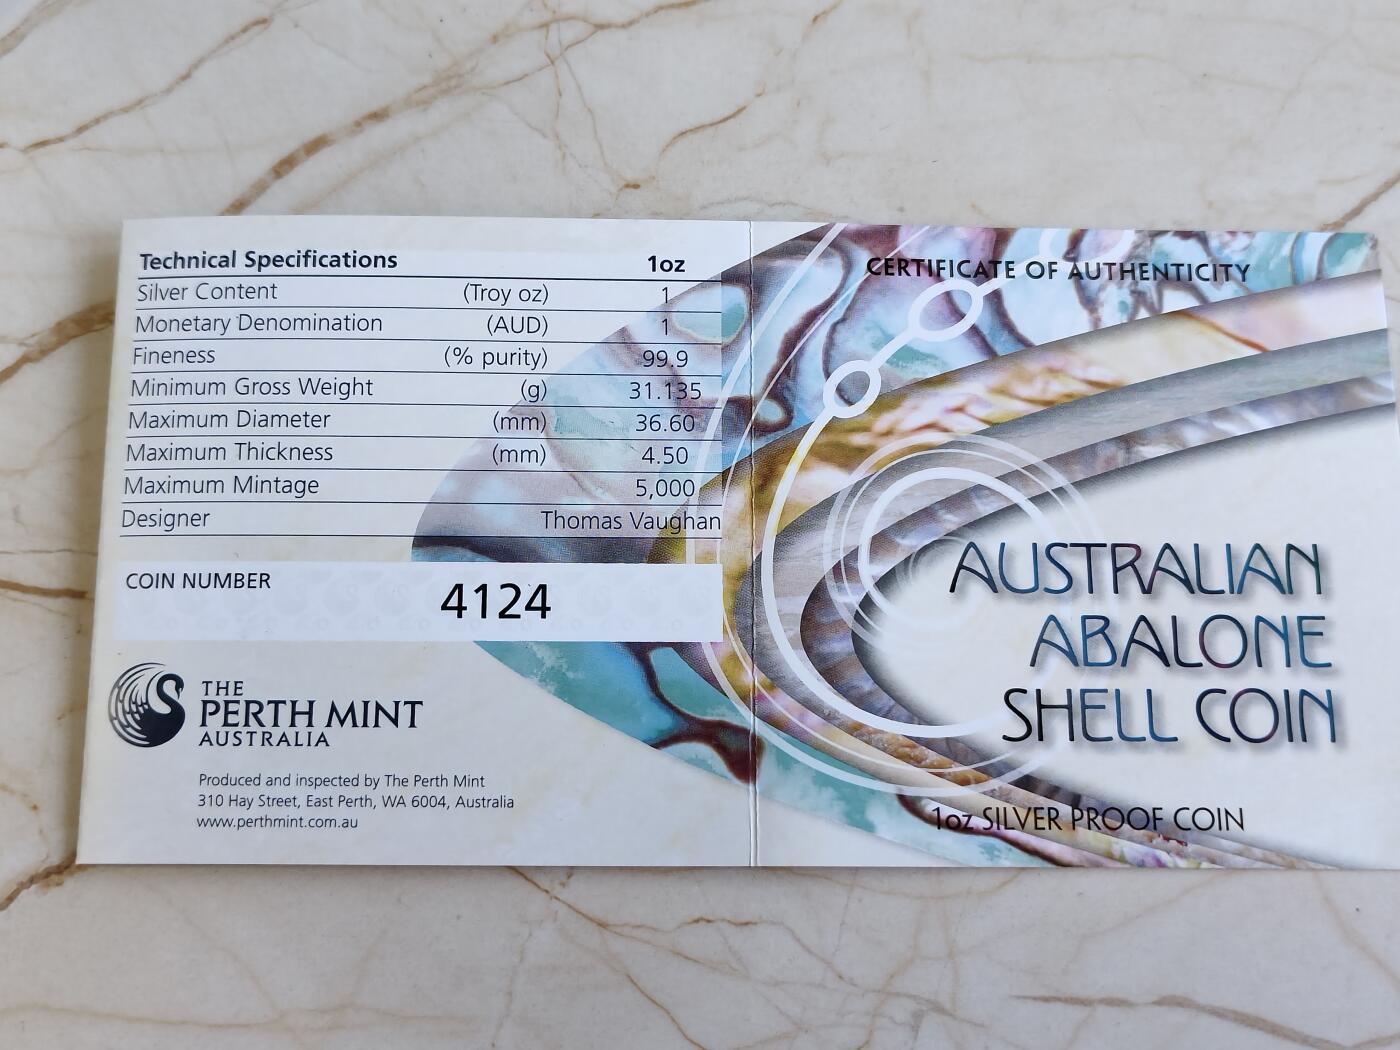 Technical Specifications 1oz
Silver Content (Troy oz) 1
Monetary Denomination (AUD) 1
Fineness (% purity) 99.9
Minimum Gross Weight (g) 31.135
Maximum Diameter (mm) 36.60
Maximum Thickness (mm) 4.50
Maximum Mintage 5,000
Designer Thomas Vaughan
COIN NUMBER 4124
THE
PERTH MINT
AUSTRALIA
Produced and inspected by The Perth Mint
310 Hay Street, East Perth, WA 6004, Australia
www.perthmint.com.au
CERTIFICATE OF AUTHENTICITY
AUSTRALIAN
ABALONE
SHELL COIN
1oz SILVER PROOF COIN